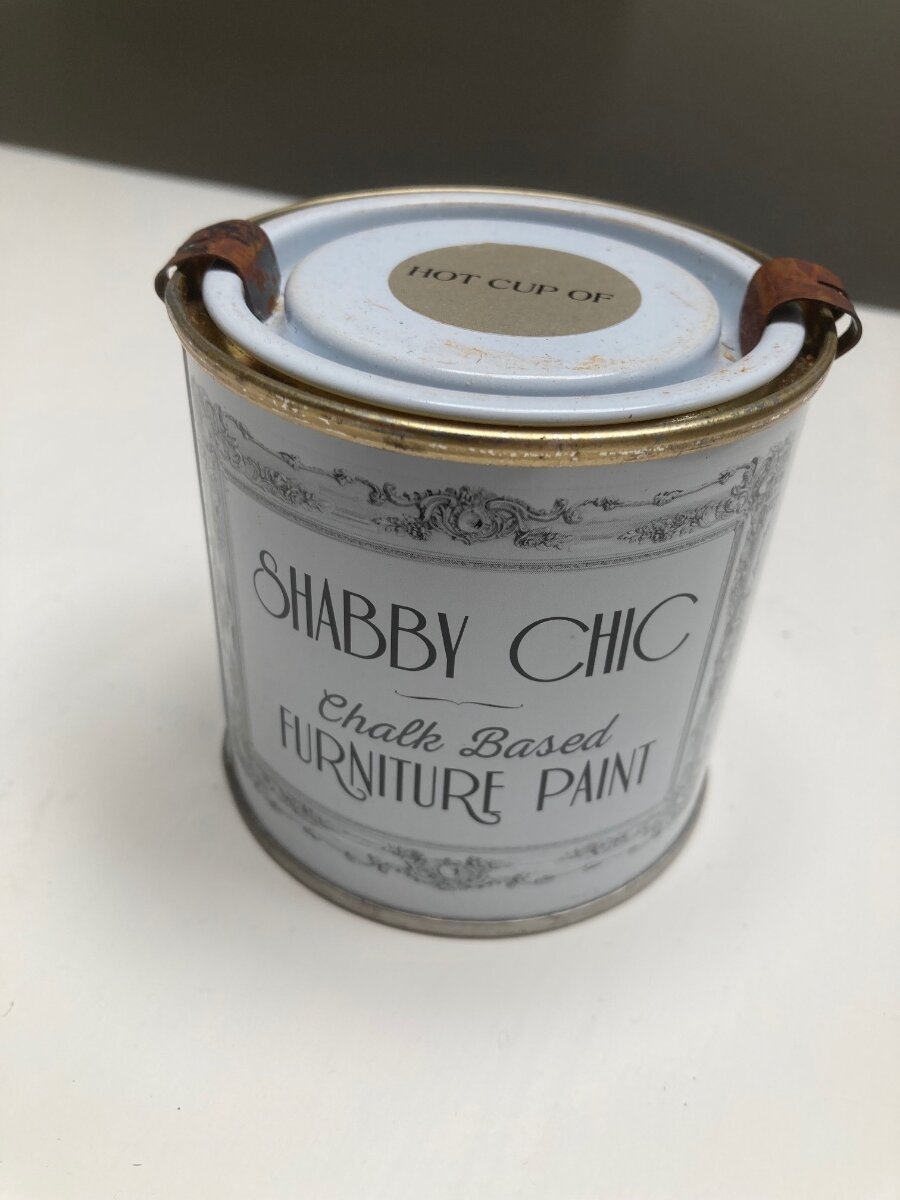 HOT CUP OF
SHABBY CHIC
Chalk Based
FURNITURE PAINT